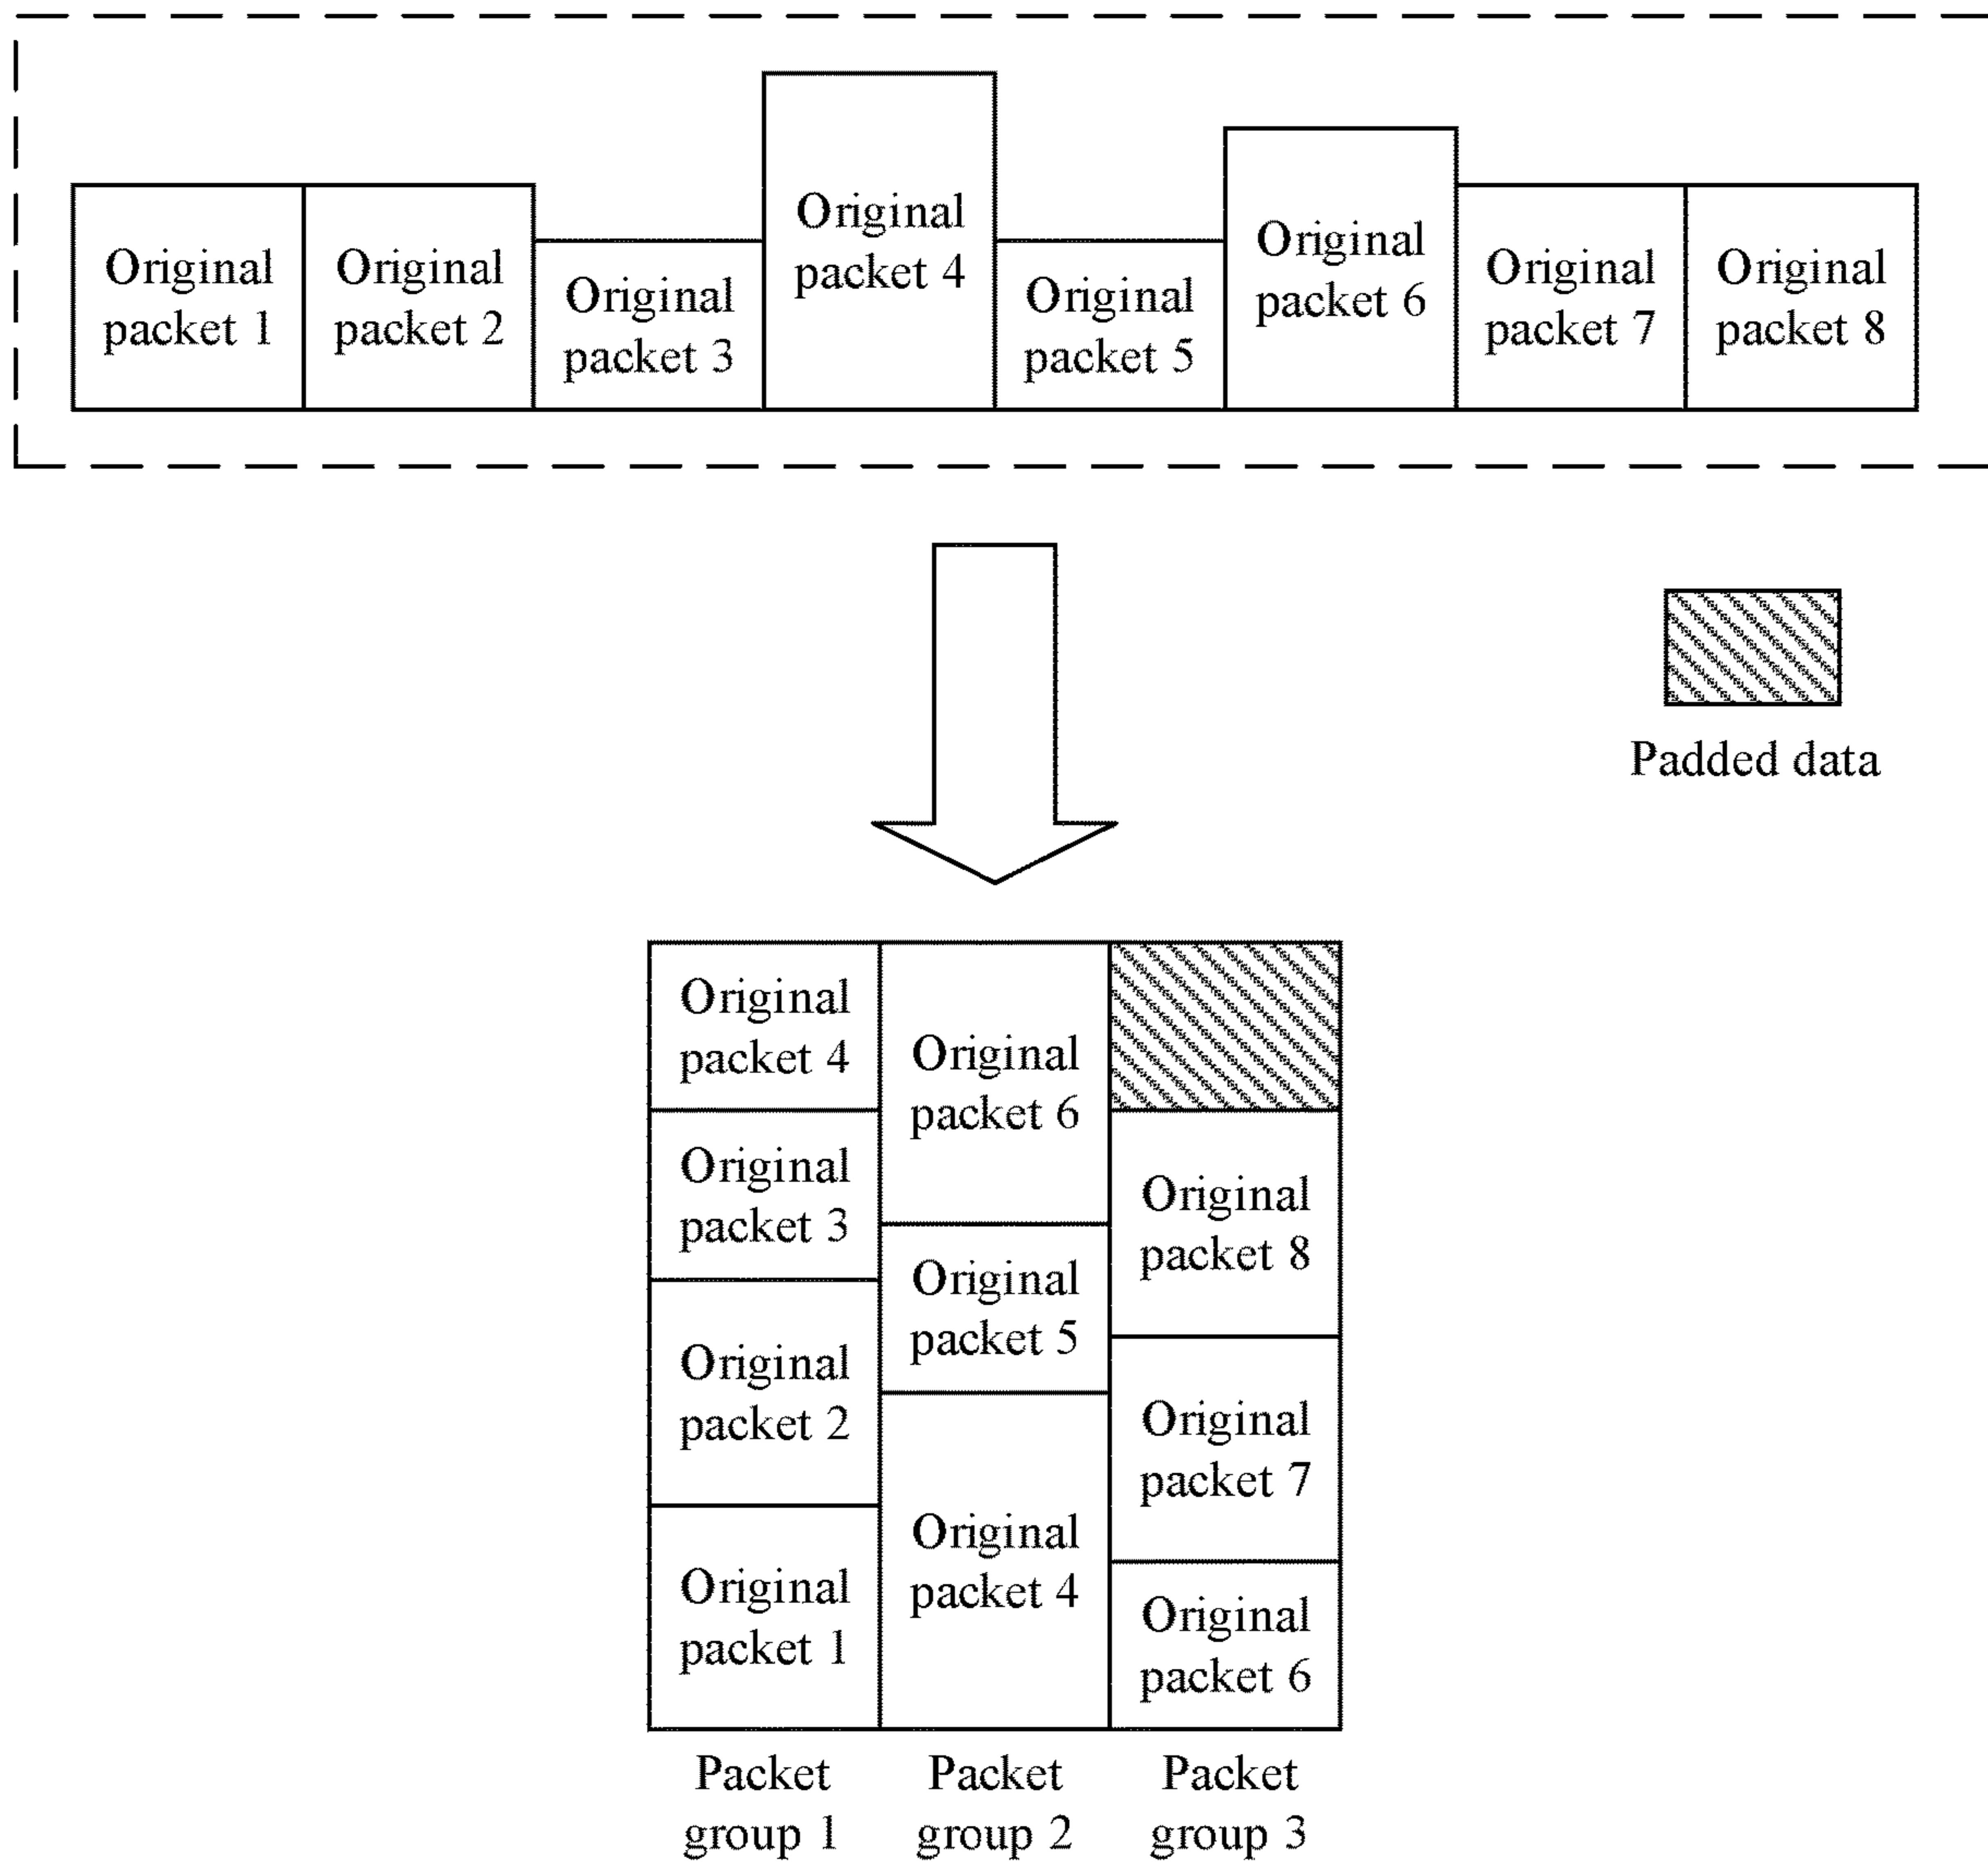 Original
packet 1
Original
packet 2
Original
packet 3
Original
packet 4
Original
packet 5
Original
packet 6
Original
packet 7
Original
packet 8
Padded data
Original
packet 4
Original
packet 3
Original
packet 2
Original
packet 1
Original
packet 6
Original
packet 5
Original
packet 4
Original
packet 8
Original
packet 7
Original
packet 6
Packet
group 1
Packet
group 2
Packet
group 3